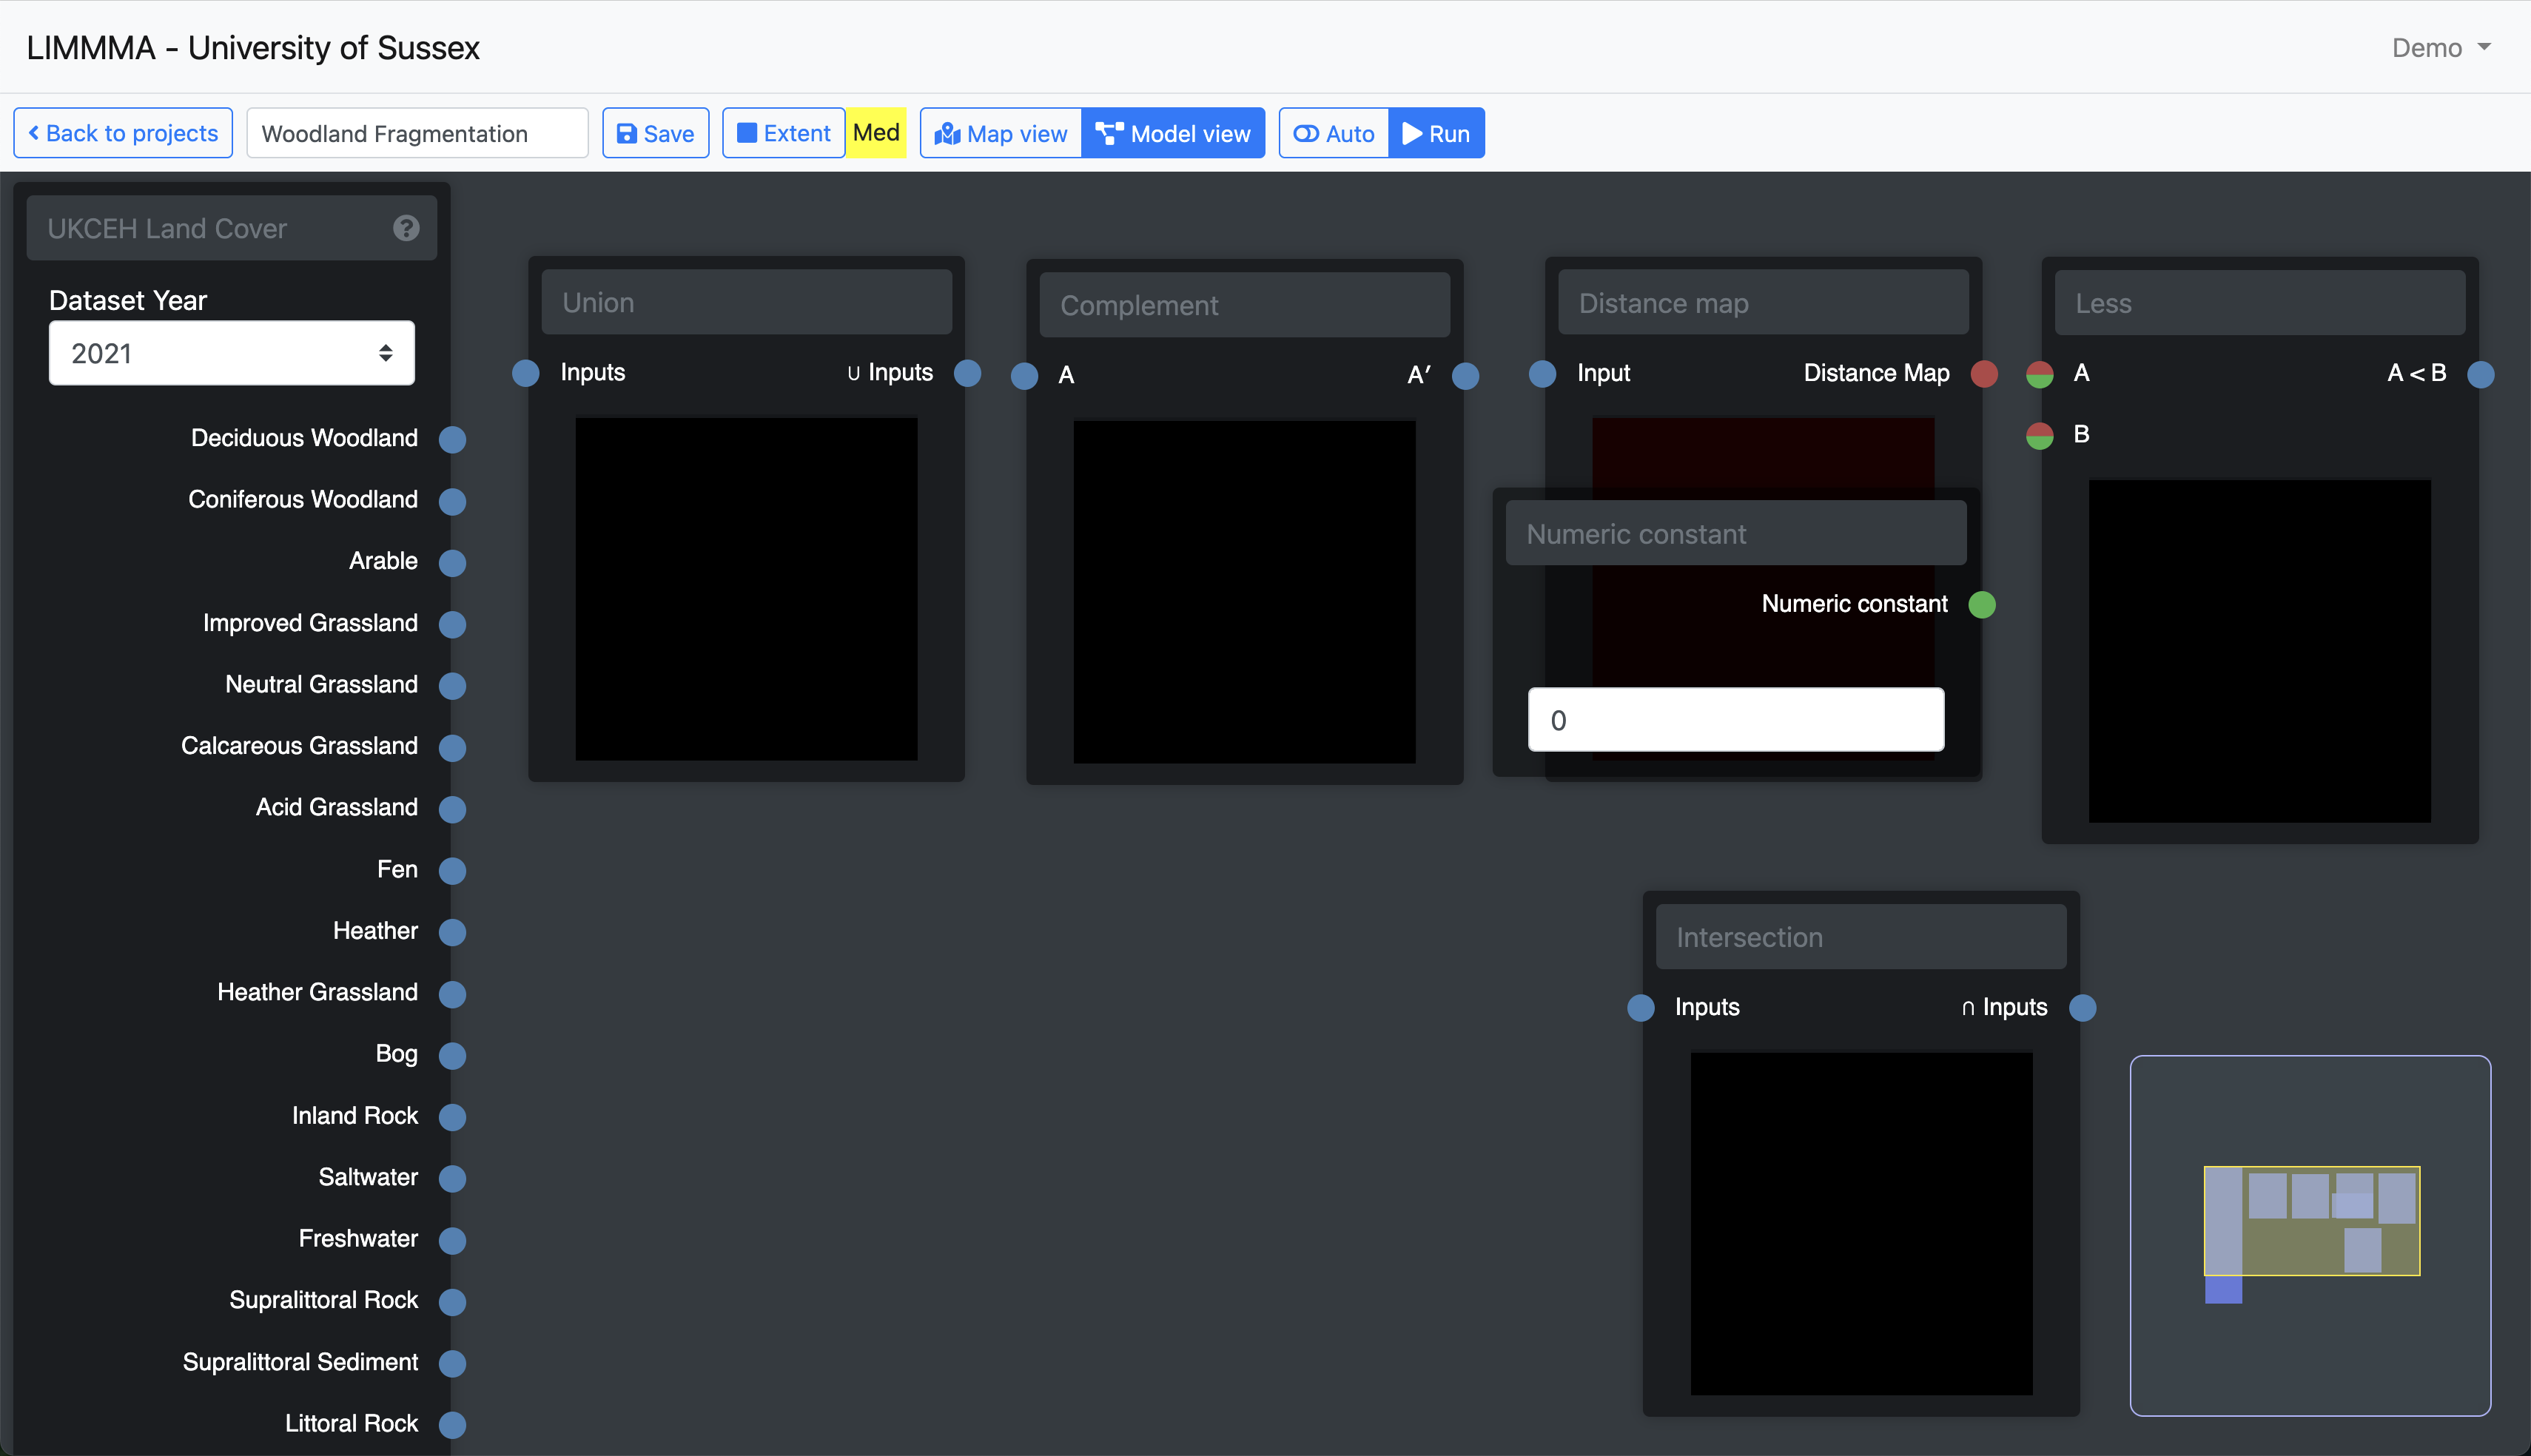 LIMMMA - University of Sussex
Demo
Back to projects
Woodland Fragmentation
Save
Extent
Med
Map view
Model view
Auto
Run
UKCEH Land Cover
Dataset Year
2021
Deciduous Woodland
Coniferous Woodland
Arable
Improved Grassland
Neutral Grassland
Calcareous Grassland
Acid Grassland
Fen
Heather
Heather Grassland
Bog
Inland Rock
Saltwater
Freshwater
Supralittoral Rock
Supralittoral Sediment
Littoral Rock
Union
Inputs
∪ Inputs
Complement
A
A′
Distance map
Input
Distance Map
Numeric constant
Numeric constant
0
Less
A
A < B
B
Intersection
Inputs
∩ Inputs